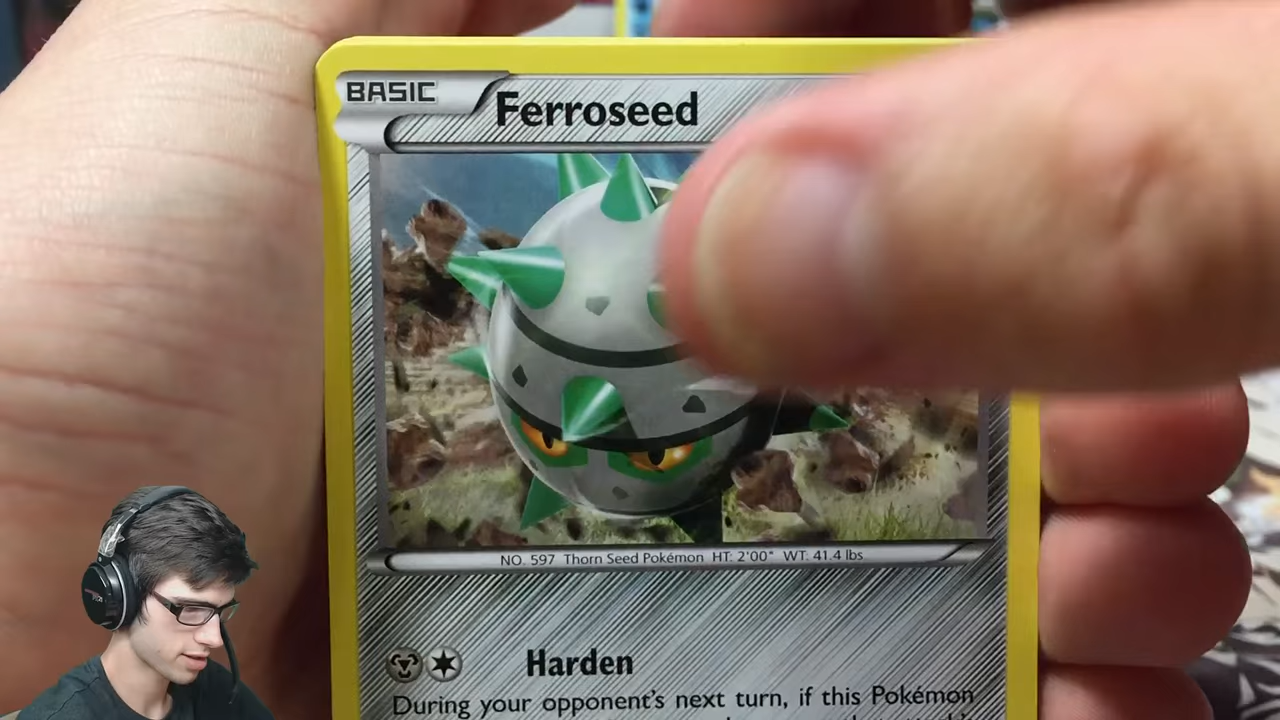 BASIC
Ferroseed
NO. 597 Thorn Seed Pokémon HT: 2'00" WT: 41.4 lbs
Harden
During your opponent's next turn, if this Pokémon